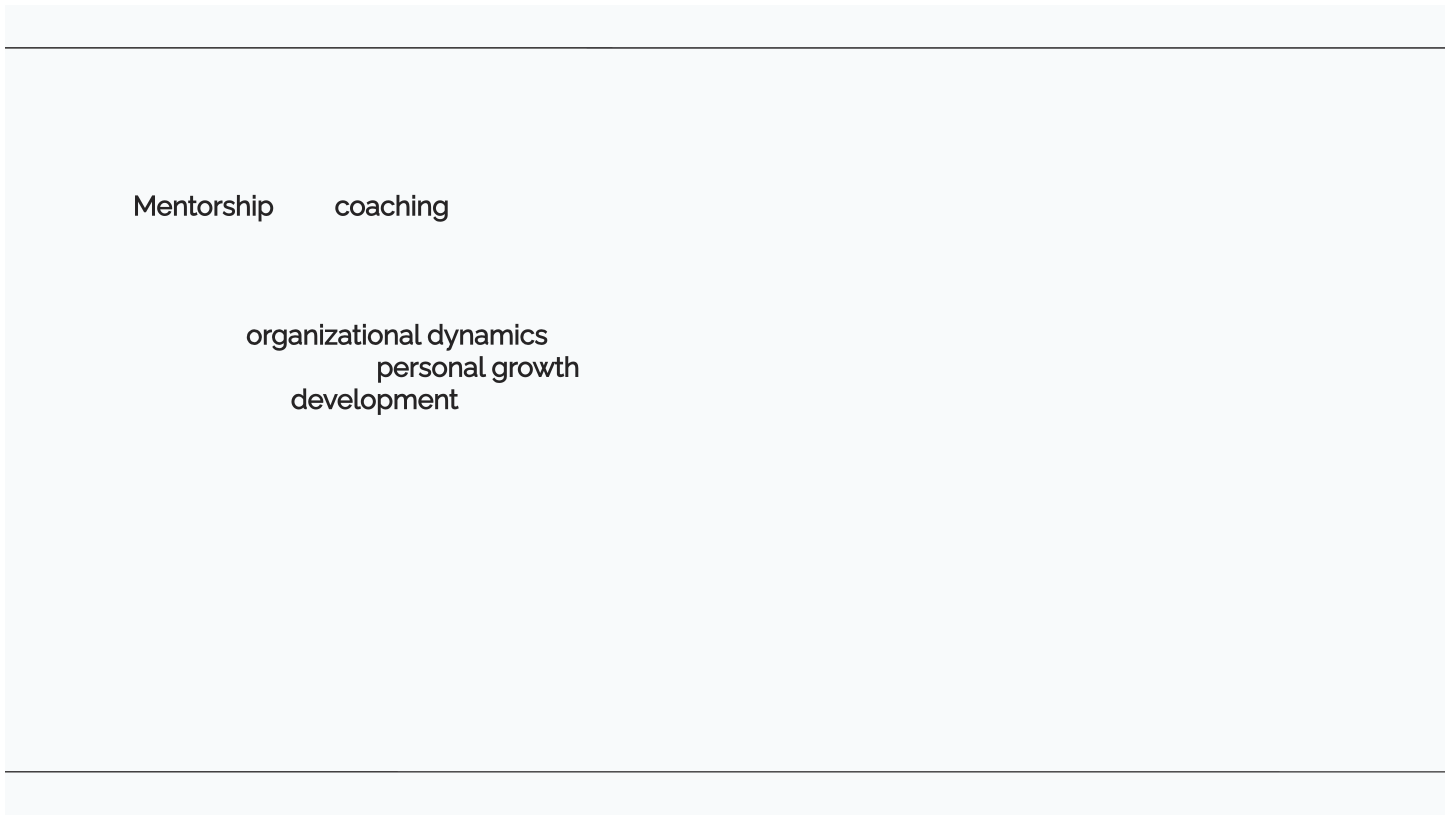 Mentorship coaching
organizational dynamics
personal growth
development